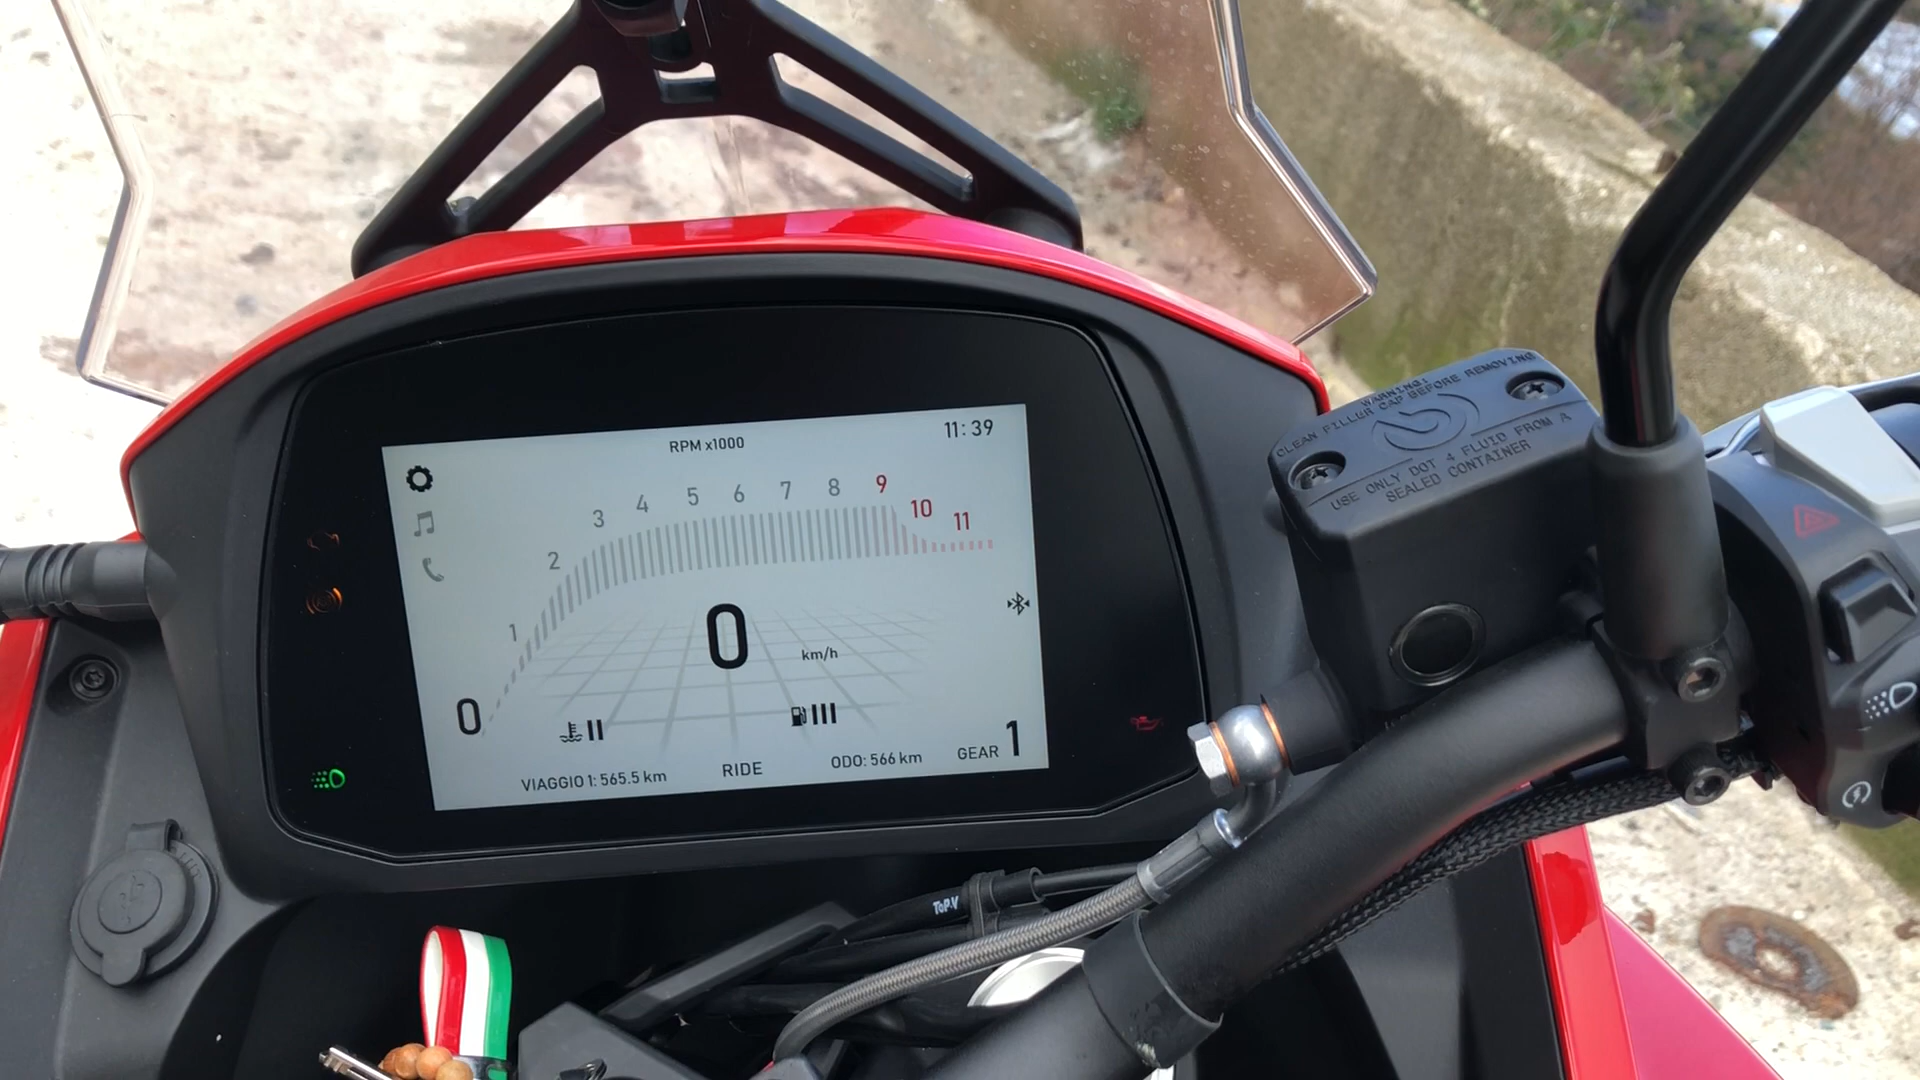 RPM x1000
11:39
0
1
2
3
4
5
6
7
8
9
10
11
0
km/h
VIAGGIO 1: 565.5 km
RIDE
ODO: 566 km
GEAR 1
WARNING:
CLEAN FILLER CAP BEFORE REMOVING
USE ONLY DOT 4 FLUID FROM A
SEALED CONTAINER
ToP-V